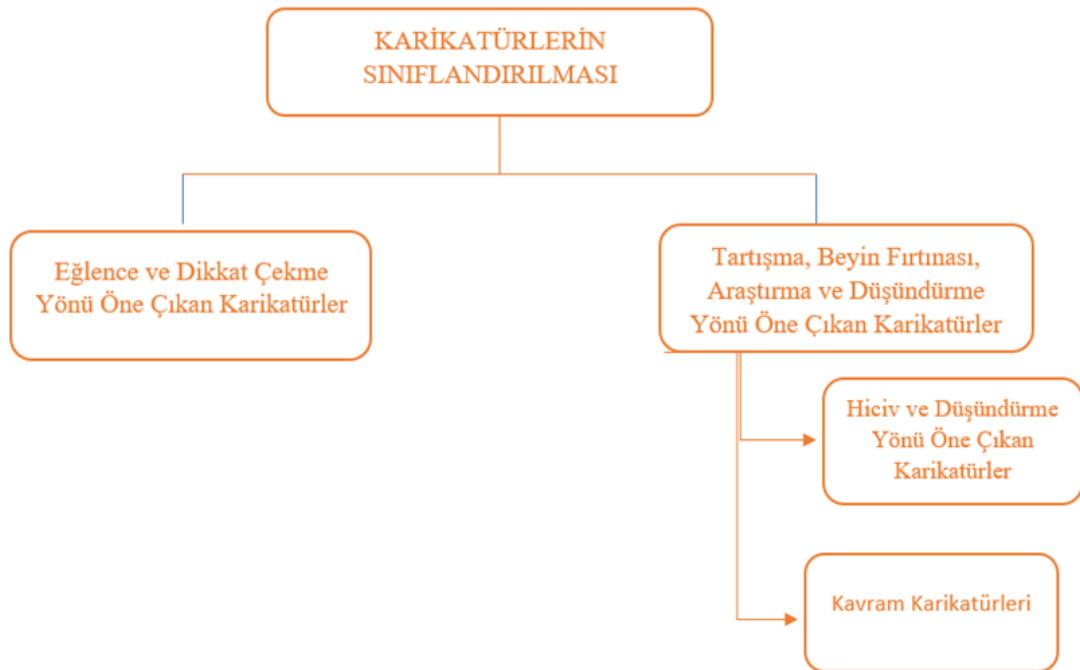 KARİKATÜRLERİN
SINIFLANDIRILMASI
Eğlence ve Dikkat Çekme
Yönü Öne Çıkan Karikatürler
Tartışma, Beyin Fırtınası,
Araştırma ve Düşündürme
Yönü Öne Çıkan Karikatürler
Hiciv ve Düşündürme
Yönü Öne Çıkan
Karikatürler
Kavram Karikatürleri